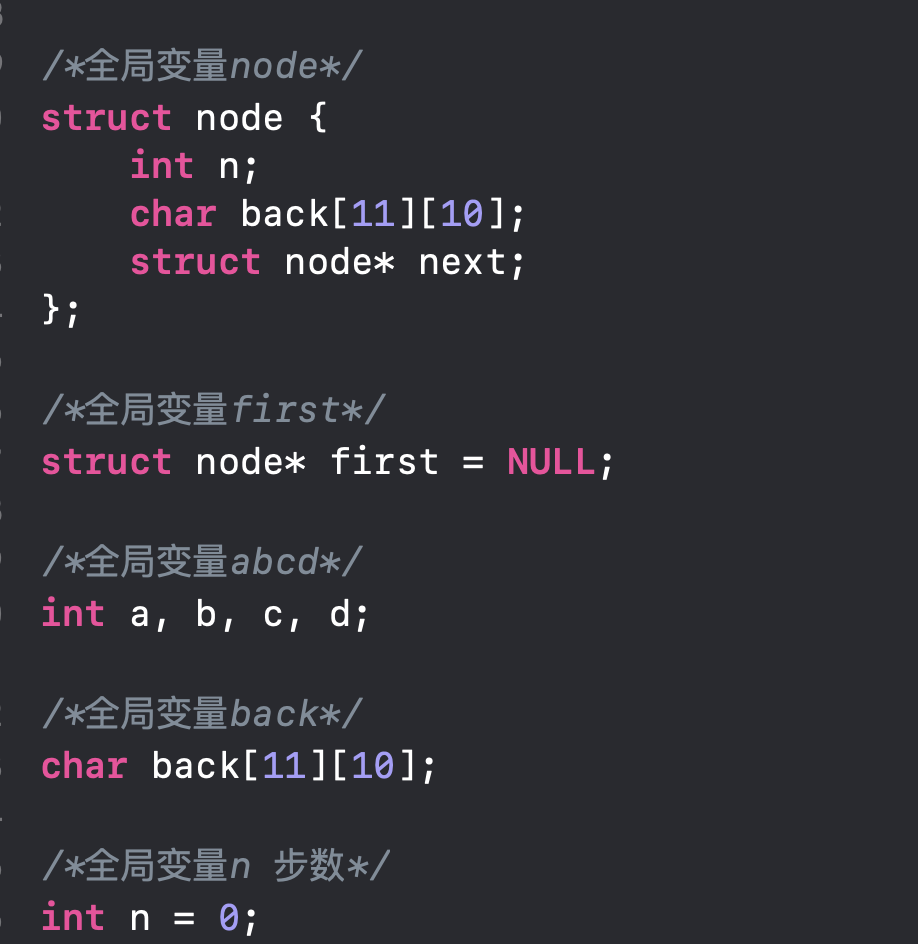 /*全局变量node*/
struct node {
int n;
char back[11][10];
struct node* next;
};
/*全局变量first*/
struct node* first = NULL;
/*全局变量abcd*/
int a, b, c, d;
/*全局变量back*/
char back[11][10];
/*全局变量n 步数*/
int n = 0;